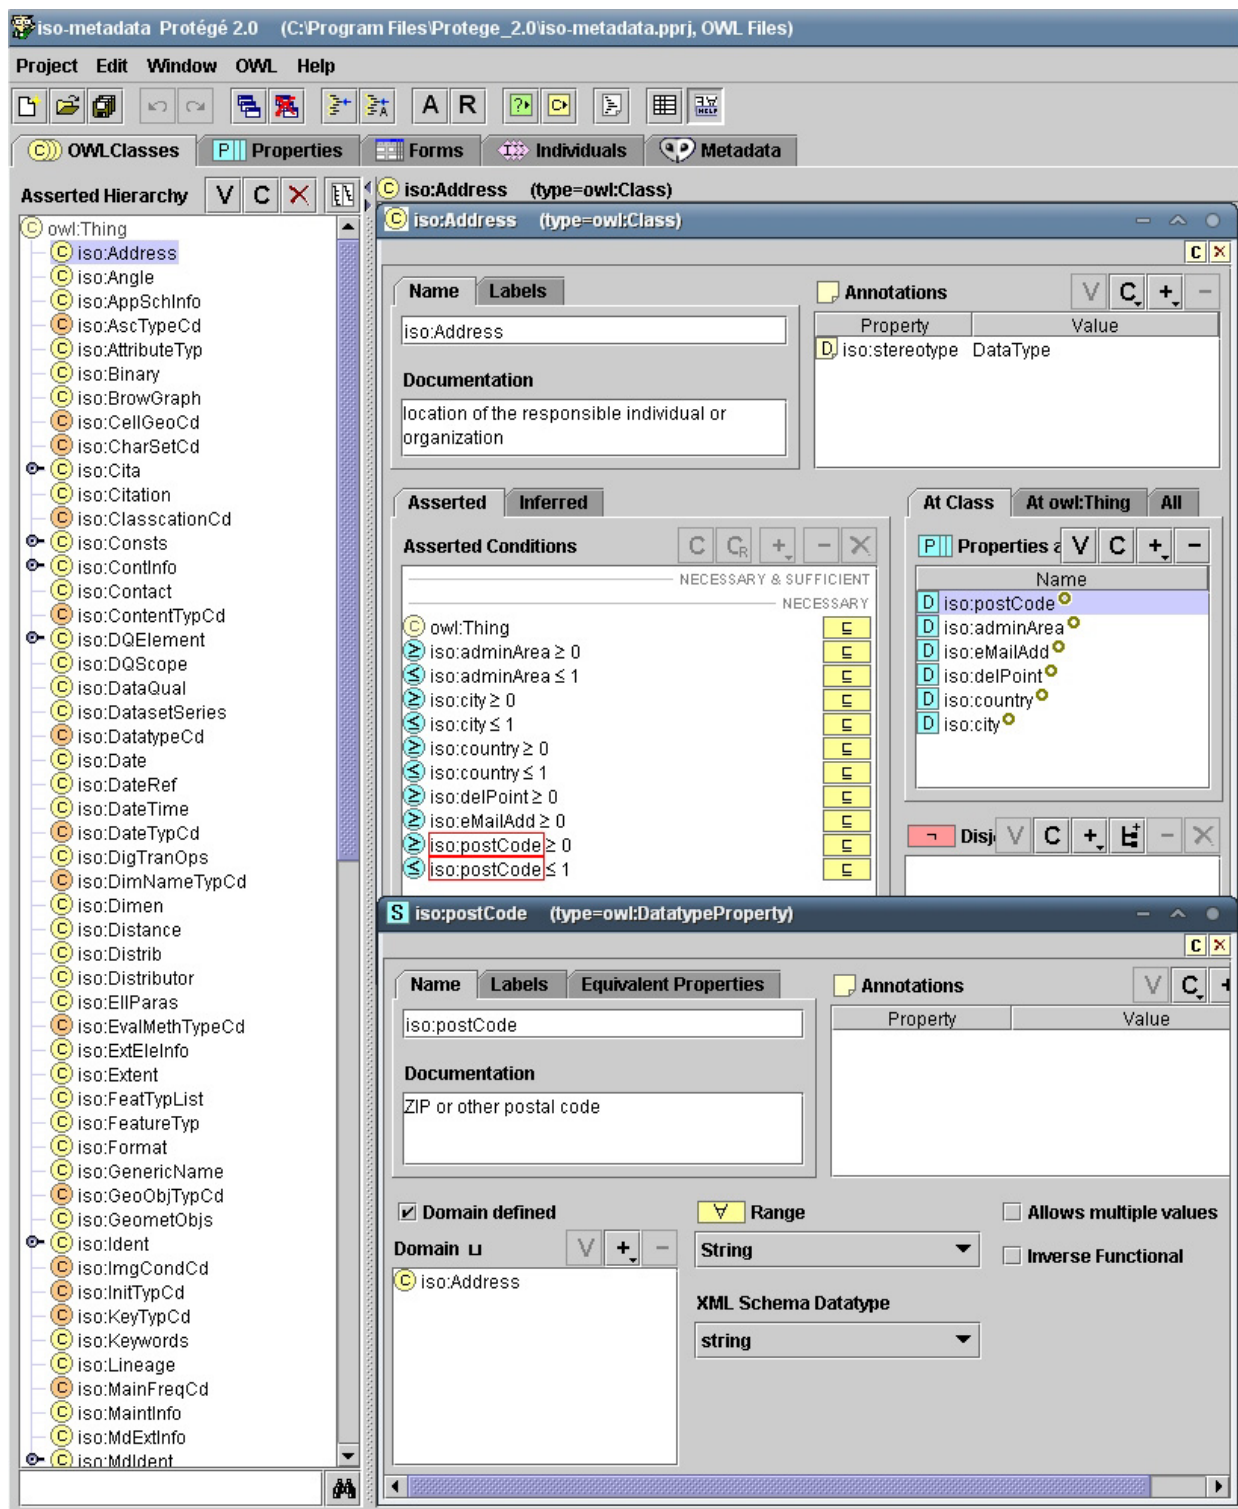 iso-metadata Protégé 2.0 (C:\Program Files\Protege_2.0\iso-metadata.pprj, OWL Files)
Project Edit Window OWL Help
A R
OWLClasses Properties Forms Individuals Metadata
Asserted Hierarchy V C
owl:Thing
iso:Address
iso:Angle
iso:AppSchInfo
iso:AscTypeCd
iso:AttributeTyp
iso:Binary
iso:BrowGraph
iso:CellGeoCd
iso:CharSetCd
iso:Cita
iso:Citation
iso:ClasscationCd
iso:Consts
iso:ContInfo
iso:Contact
iso:ContentTypCd
iso:DQElement
iso:DQScope
iso:DataQual
iso:DatasetSeries
iso:DatatypeCd
iso:Date
iso:DateRef
iso:DateTime
iso:DateTypCd
iso:DigTranOps
iso:DimNameTypCd
iso:Dimen
iso:Distance
iso:Distrib
iso:Distributor
iso:EllParas
iso:EvalMethTypeCd
iso:ExtEleInfo
iso:Extent
iso:FeatTypList
iso:FeatureTyp
iso:Format
iso:GenericName
iso:GeoObjTypCd
iso:GeometObjs
iso:Ident
iso:ImgCondCd
iso:InitTypCd
iso:KeyTypCd
iso:Keywords
iso:Lineage
iso:MainFreqCd
iso:MaintInfo
iso:MdExtInfo
iso:MdIdent
iso:Address (type=owl:Class)
iso:Address (type=owl:Class)
Name Labels
iso:Address
Documentation
location of the responsible individual or
organization
Annotations V C + −
Property Value
iso:stereotype DataType
Asserted Inferred
Asserted Conditions C CR + −
NECESSARY & SUFFICIENT
NECESSARY
owl:Thing
iso:adminArea ≥ 0
iso:adminArea ≤ 1
iso:city ≥ 0
iso:city ≤ 1
iso:country ≥ 0
iso:country ≤ 1
iso:delPoint ≥ 0
iso:eMailAdd ≥ 0
iso:postCode ≥ 0
iso:postCode ≤ 1
At Class At owl:Thing All
Properties V C + −
Name
iso:postCode
iso:adminArea
iso:eMailAdd
iso:delPoint
iso:country
iso:city
¬ Disj V C + −
S iso:postCode (type=owl:DatatypeProperty)
Name Labels Equivalent Properties
iso:postCode
Documentation
ZIP or other postal code
Annotations V C +
Property Value
Domain defined
Domain ⊔ V + −
iso:Address
∀ Range
String
XML Schema Datatype
string
Allows multiple values
Inverse Functional